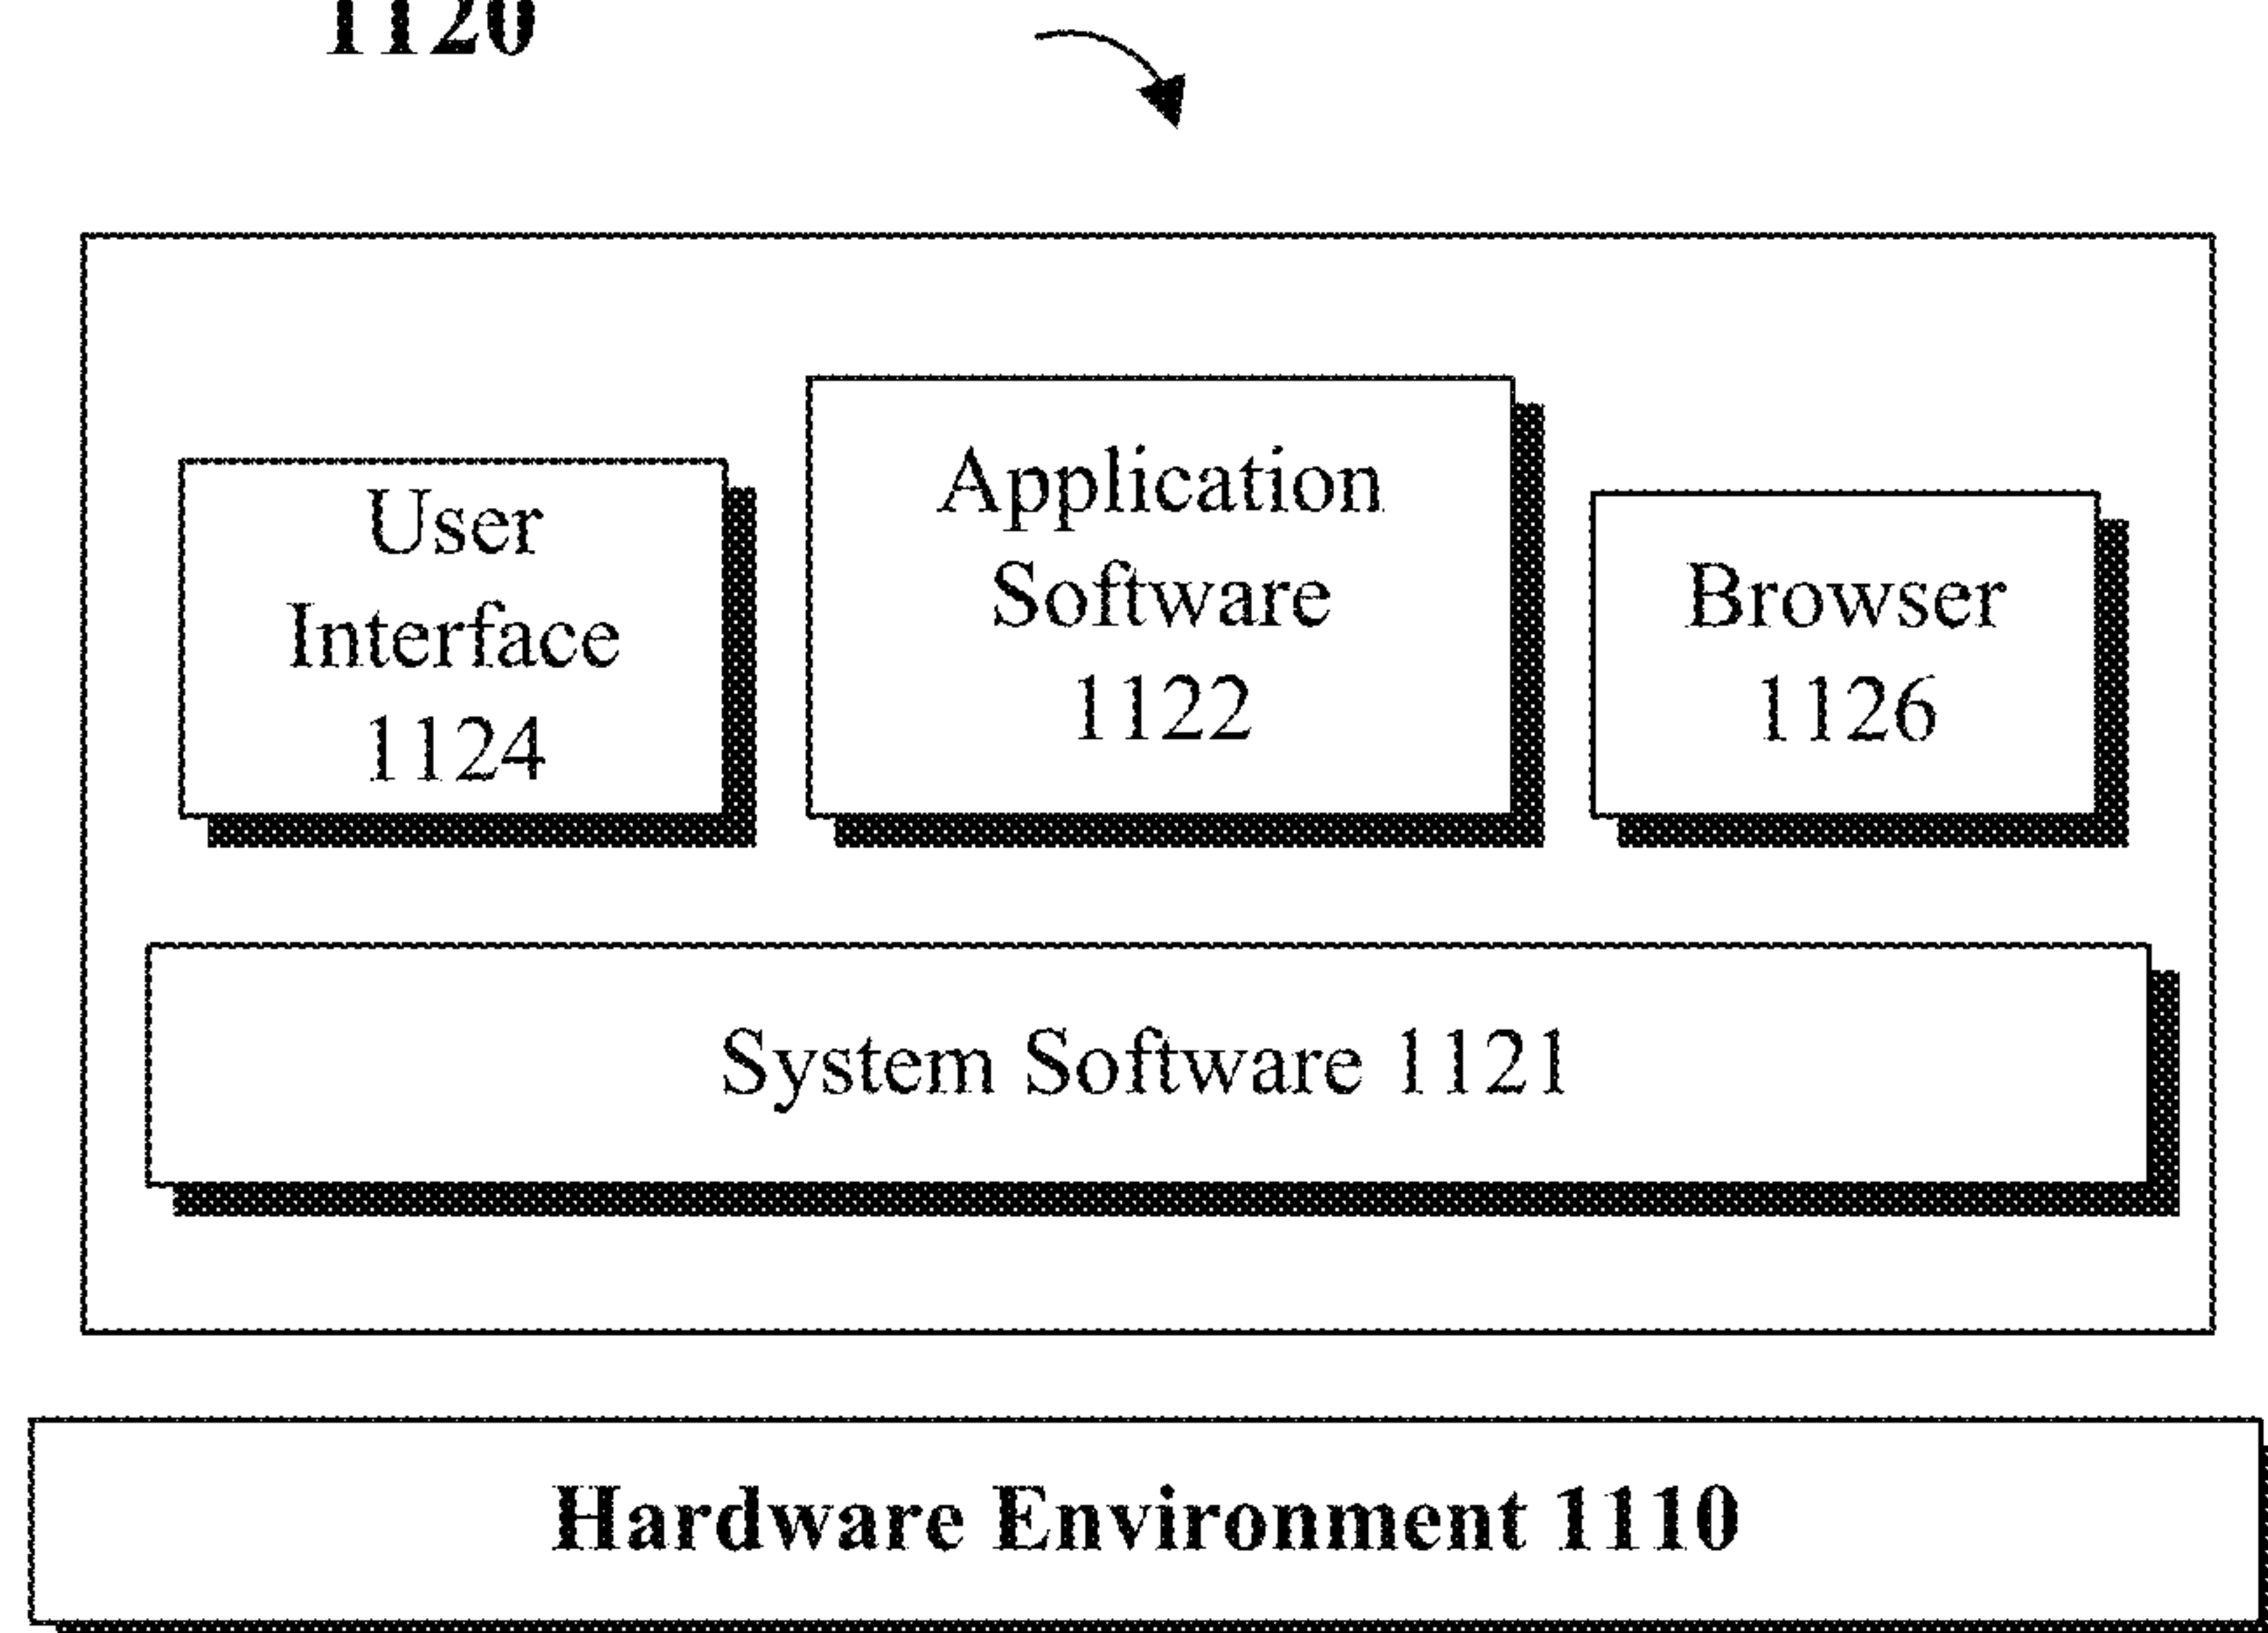 1120
User
Interface
1124
Application
Software
1122
Browser
1126
System Software 1121
Hardware Environment 1110